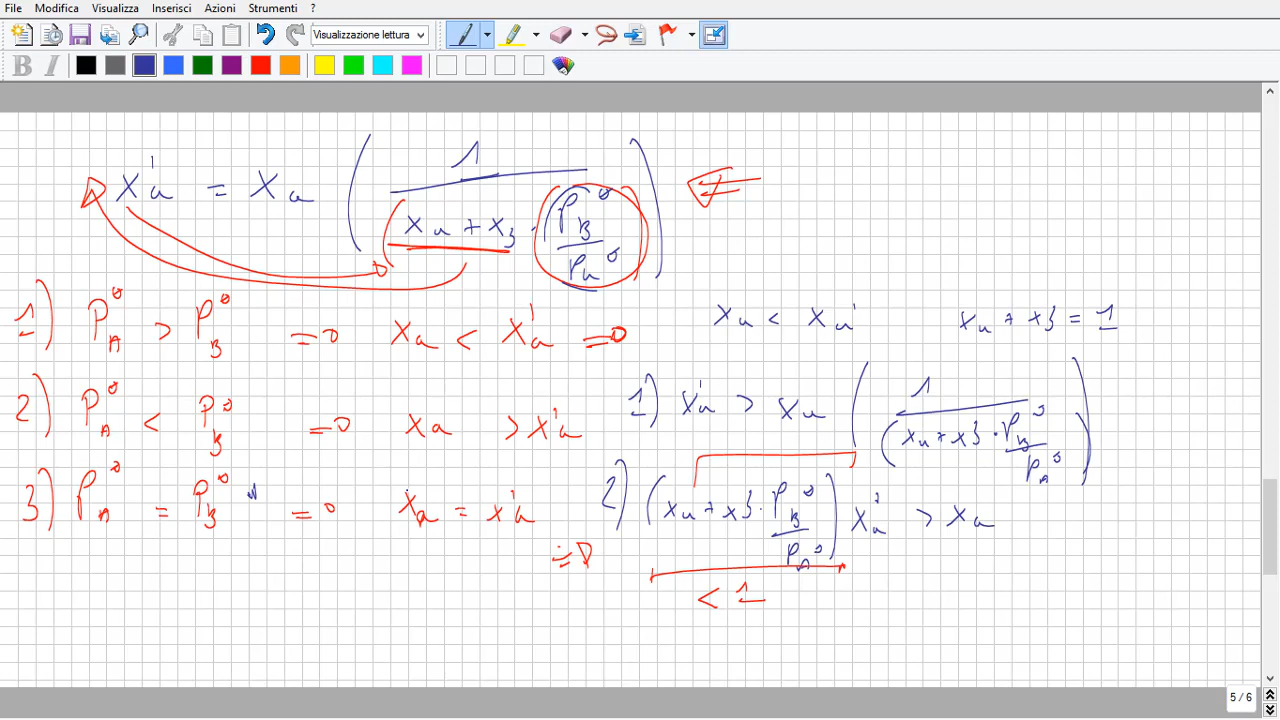 File Modifica Visualizza Inserisci Azioni Strumenti ?
Visualizzazione lettura
B I
x'a = xa ( 1 / (xa + xB · (PB° / Pa°)) )
1) PA° > PB° ⇒ xa < x'a ⇒
xa < xa' xa + xB = 1
2) PA° < PB° ⇒ xa > x'a
1) x'a > xa ( 1 / (xa + xB · PB° / PA°) )
3) PA° = PB° ⇒ xa = x'a
2) (xa + xB · PB° / PA°) x'a > xa
< 1
5 / 6